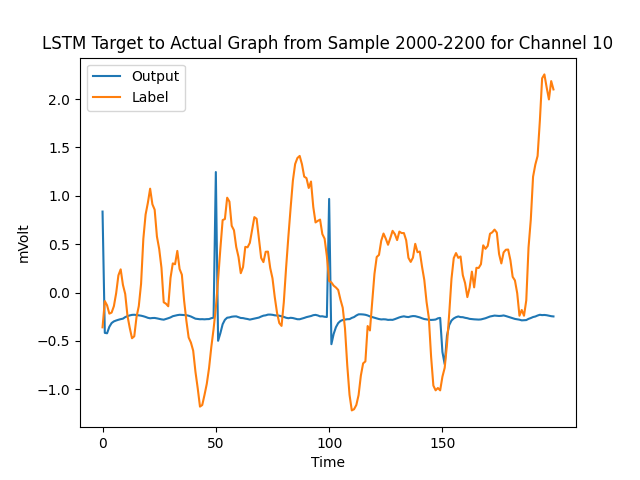 LSTM Target to Actual Graph from Sample 2000-2200 for Channel 10
Output
Label
2.0
1.5
1.0
0.5
0.0
−0.5
−1.0
mVolt
0 50 100 150
Time